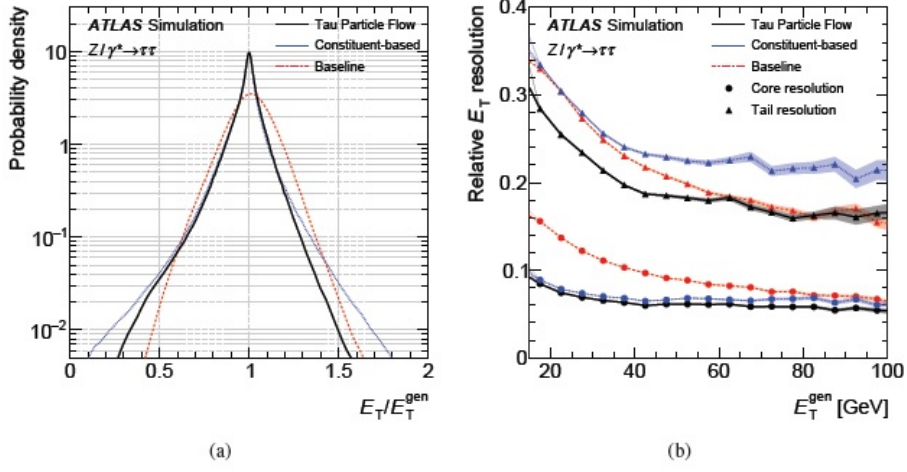 ATLAS Simulation
Z/γ*→ττ
Tau Particle Flow
Constituent-based
Baseline
Probability density
10
1
10⁻¹
10⁻²
0 0.5 1 1.5 2
E_T/E_T^gen
(a)
ATLAS Simulation
Z/γ*→ττ
Tau Particle Flow
Constituent-based
Baseline
Core resolution
Tail resolution
Relative E_T resolution
0.4
0.3
0.2
0.1
0
20 40 60 80 100
E_T^gen [GeV]
(b)